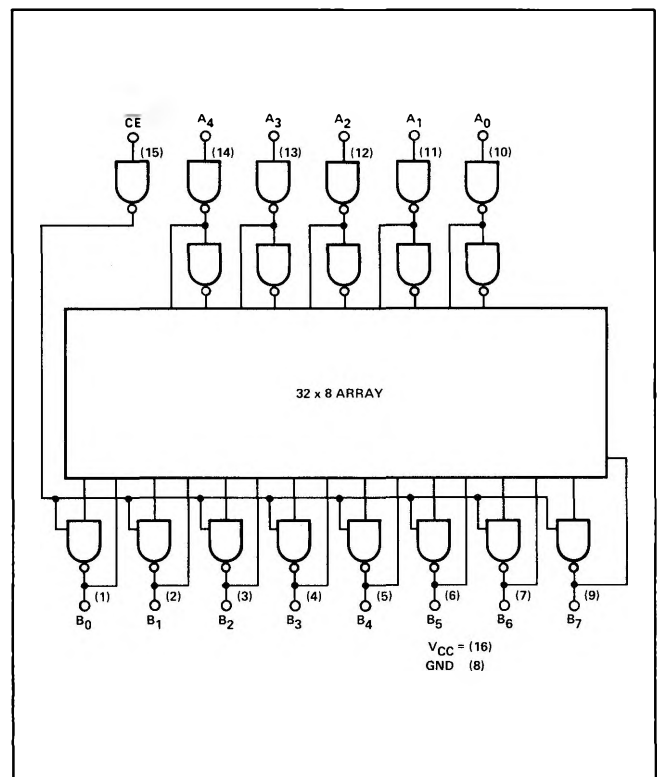 C̅E̅ A4 A3 A2 A1 A0
(15) (14) (13) (12) (11) (10)
32 x 8 ARRAY
(1) (2) (3) (4) (5) (6) (7) (9)
B0 B1 B2 B3 B4 B5 B6 B7
VCC = (16)
GND (8)